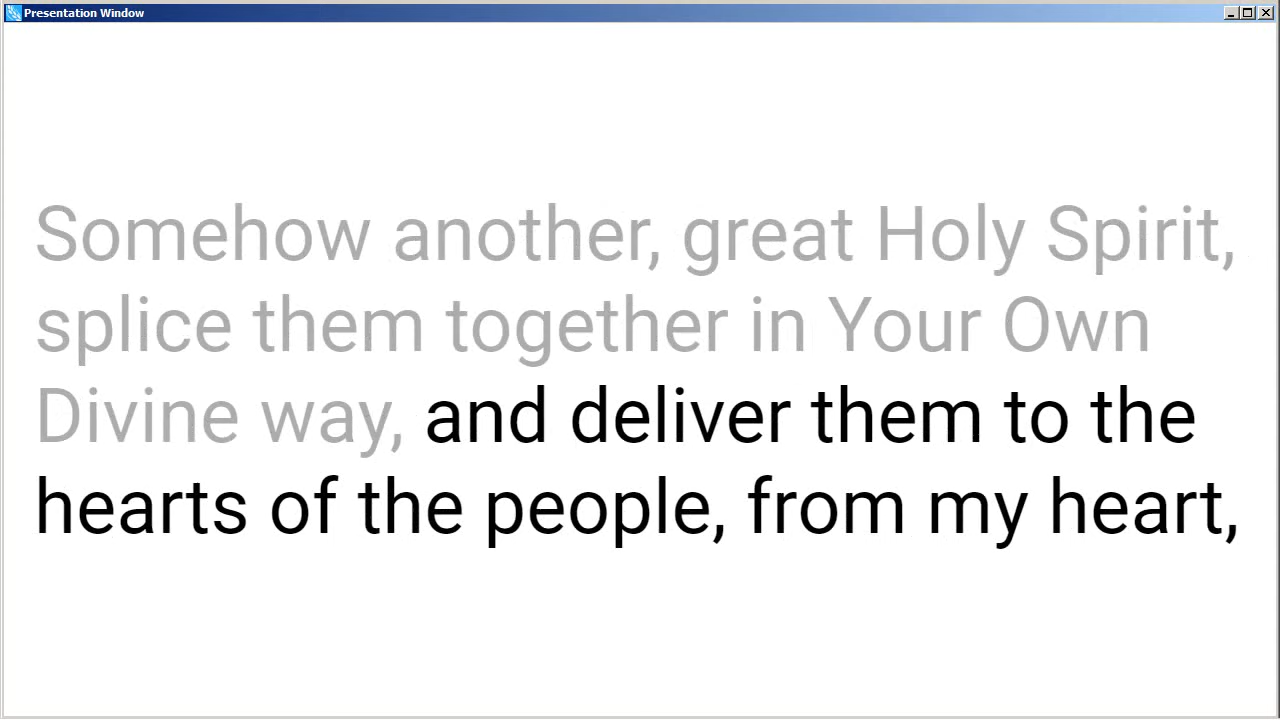 Presentation Window
Somehow another, great Holy Spirit,
splice them together in Your Own
Divine way, and deliver them to the
hearts of the people, from my heart,